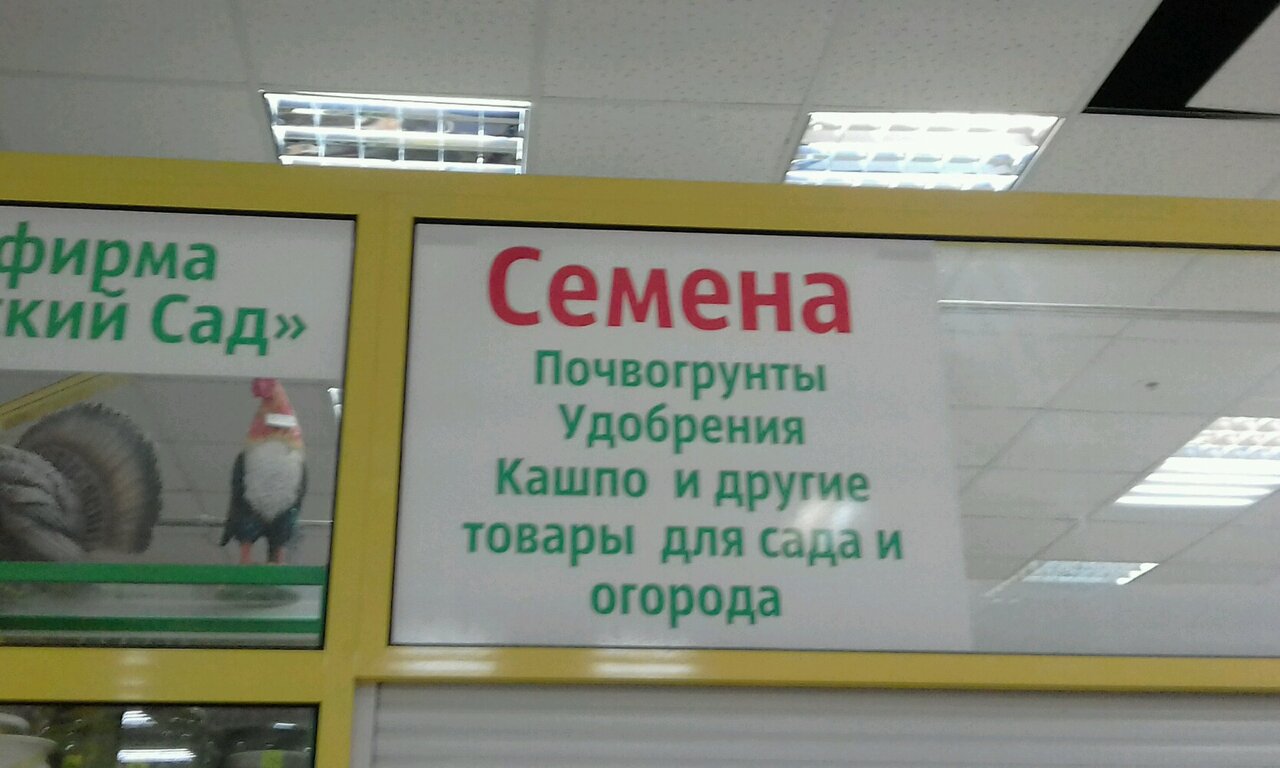 фирма
кий Сад»
Семена
Почвогрунты
Удобрения
Кашпо и другие
товары для сада и
огорода